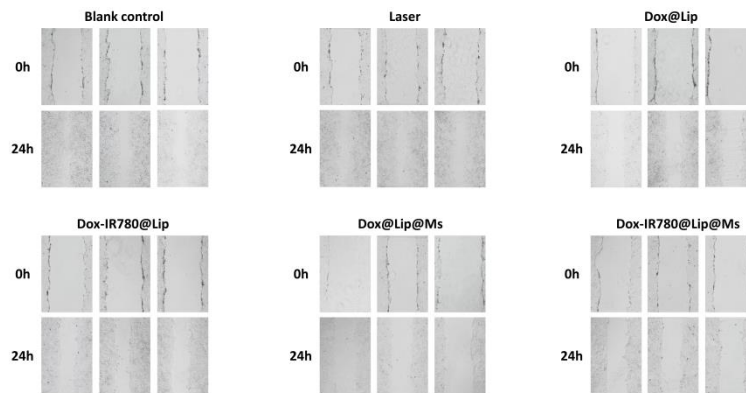 Blank control
Laser
Dox@Lip
0h
0h
0h
24h
24h
24h
Dox-IR780@Lip
Dox@Lip@Ms
Dox-IR780@Lip@Ms
0h
0h
0h
24h
24h
24h